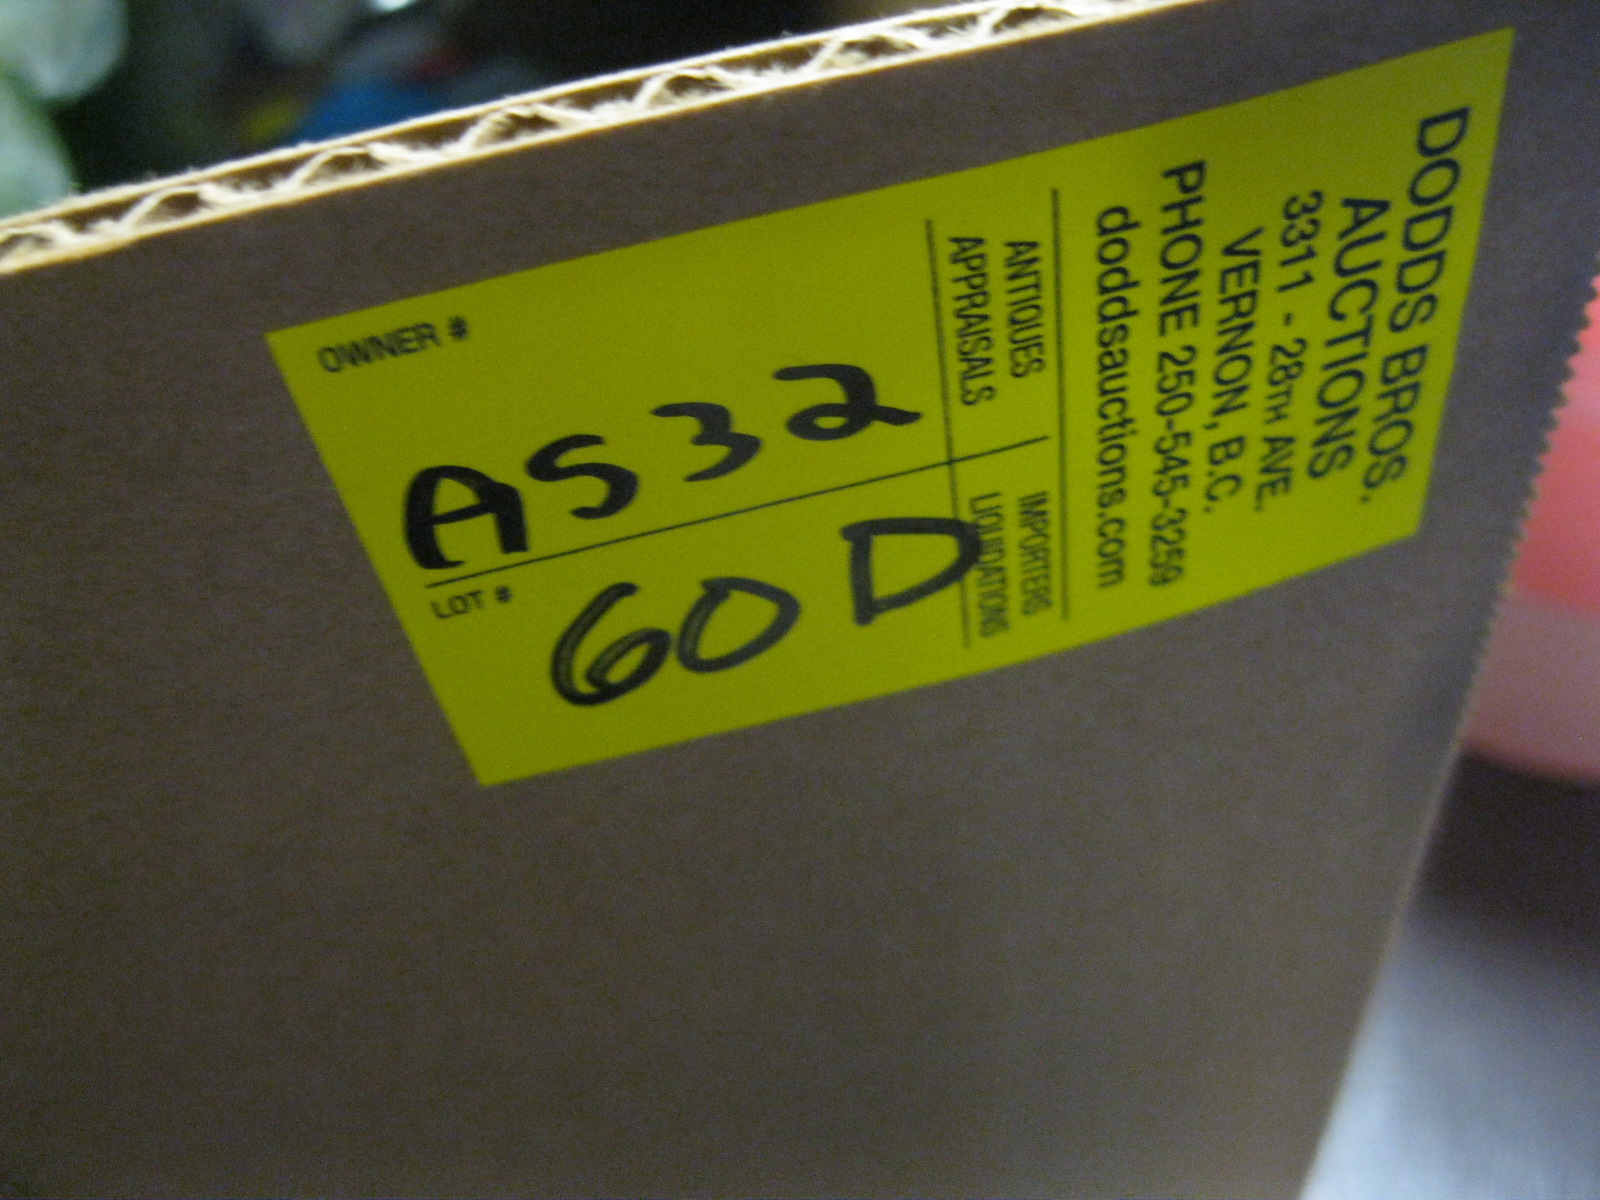 DODDS BROS.
AUCTIONS
3311 - 28TH AVE.
VERNON, B.C.
PHONE 250-545-3259
doddsauctions.com
ANTIQUES
APPRAISALS
IMPORTERS
LIQUIDATIONS
OWNER #
AS32
LOT #
60 D